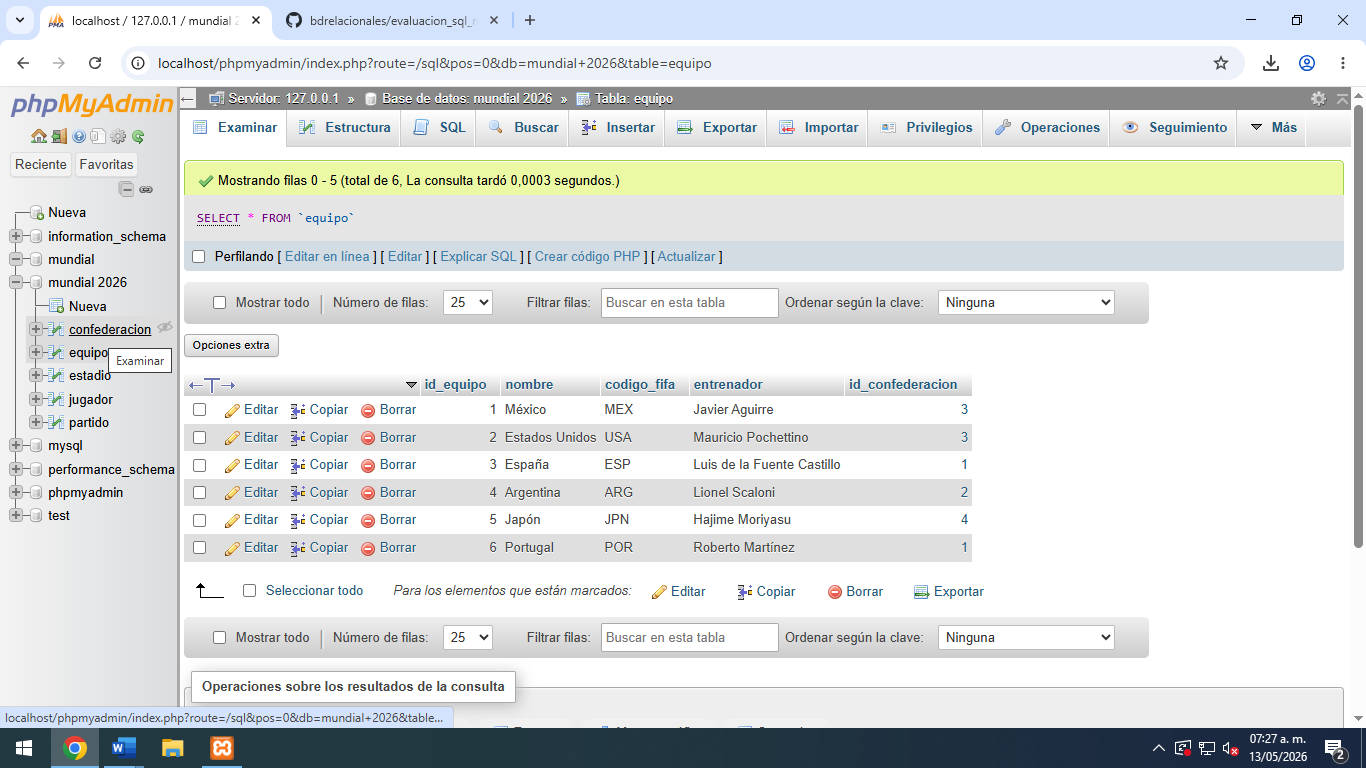 localhost / 127.0.0.1 / mundial 2
bdrelacionales/evaluacion_sql_
localhost/phpmyadmin/index.php?route=/sql&pos=0&db=mundial+2026&table=equipo
phpMyAdmin
Reciente
Favoritas
Nueva
information_schema
mundial
mundial 2026
Nueva
confederacion
equipo
Examinar
estadio
jugador
partido
mysql
performance_schema
phpmyadmin
test
Servidor: 127.0.0.1 » Base de datos: mundial 2026 » Tabla: equipo
Examinar Estructura SQL Buscar Insertar Exportar Importar Privilegios Operaciones Seguimiento Más
Mostrando filas 0 - 5 (total de 6, La consulta tardó 0,0003 segundos.)
SELECT * FROM `equipo`
Perfilando [ Editar en línea ] [ Editar ] [ Explicar SQL ] [ Crear código PHP ] [ Actualizar ]
Mostrar todo Número de filas: 25 Filtrar filas: Buscar en esta tabla Ordenar según la clave: Ninguna
Opciones extra
id_equipo nombre codigo_fifa entrenador id_confederacion
Editar Copiar Borrar 1 México MEX Javier Aguirre 3
Editar Copiar Borrar 2 Estados Unidos USA Mauricio Pochettino 3
Editar Copiar Borrar 3 España ESP Luis de la Fuente Castillo 1
Editar Copiar Borrar 4 Argentina ARG Lionel Scaloni 2
Editar Copiar Borrar 5 Japón JPN Hajime Moriyasu 4
Editar Copiar Borrar 6 Portugal POR Roberto Martínez 1
Seleccionar todo Para los elementos que están marcados: Editar Copiar Borrar Exportar
Mostrar todo Número de filas: 25 Filtrar filas: Buscar en esta tabla Ordenar según la clave: Ninguna
Operaciones sobre los resultados de la consulta
localhost/phpmyadmin/index.php?route=/sql&pos=0&db=mundial+2026&table...
07:27 a. m.
13/05/2026
2